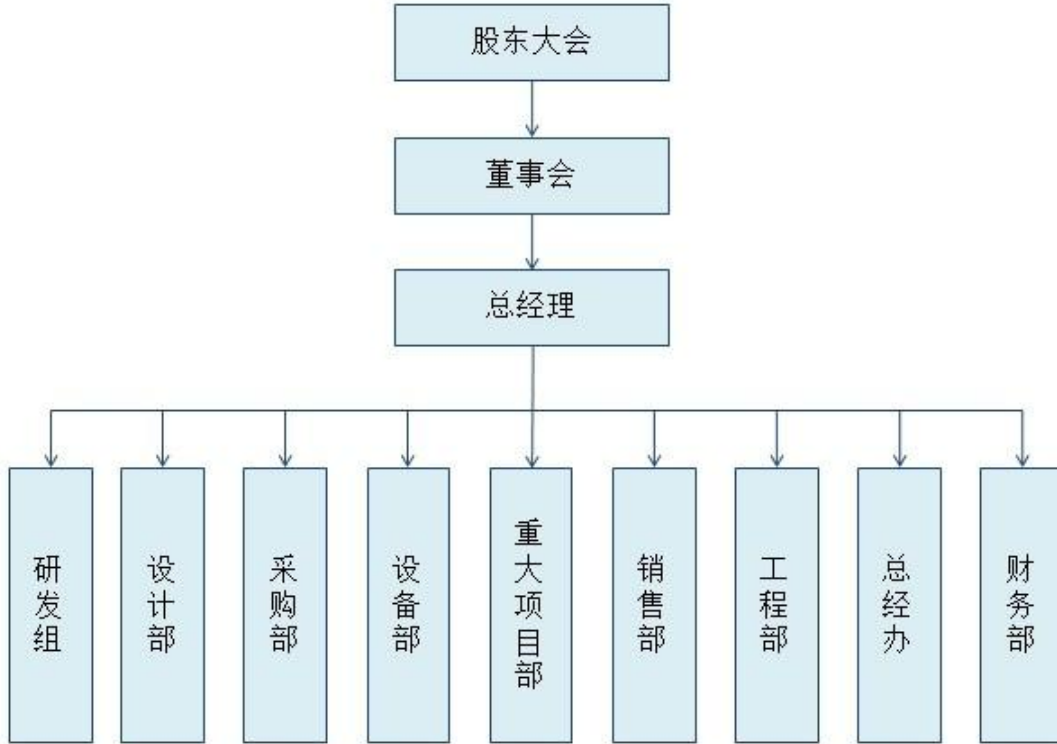 股东大会
董事会
总经理
研发组
设计部
采购部
设备部
重大项目部
销售部
工程部
总经办
财务部